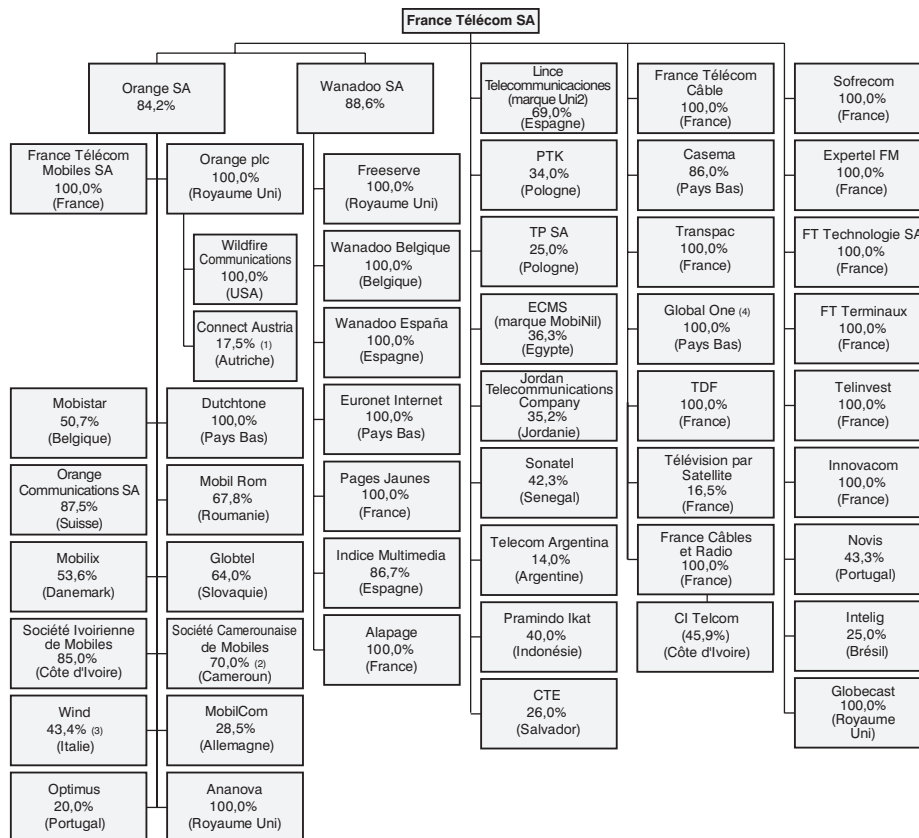 France Télécom SA
Orange SA
84,2%
France Télécom
Mobiles SA
100,0%
(France)
Orange plc
100,0%
(Royaume Uni)
Wildfire
Communications
100,0%
(USA)
Connect Austria
17,5% (1)
(Autriche)
Mobistar
50,7%
(Belgique)
Dutchtone
100,0%
(Pays Bas)
Orange
Communications SA
87,5%
(Suisse)
Mobil Rom
67,8%
(Roumanie)
Mobilix
53,6%
(Danemark)
Globtel
64,0%
(Slovaquie)
Société Ivoirienne
de Mobiles
85,0%
(Côte d'Ivoire)
Société Camerounaise
de Mobiles
70,0% (2)
(Cameroun)
Wind
43,4% (3)
(Italie)
MobilCom
28,5%
(Allemagne)
Optimus
20,0%
(Portugal)
Ananova
100,0%
(Royaume Uni)
Wanadoo SA
88,6%
Freeserve
100,0%
(Royaume Uni)
Wanadoo Belgique
100,0%
(Belgique)
Wanadoo España
100,0%
(Espagne)
Euronet Internet
100,0%
(Pays Bas)
Pages Jaunes
100,0%
(France)
Indice Multimedia
86,7%
(Espagne)
Alapage
100,0%
(France)
Lince
Telecommunicaciones
(marque Uni2)
69,0%
(Espagne)
PTK
34,0%
(Pologne)
TP SA
25,0%
(Pologne)
ECMS
(marque MobiNil)
36,3%
(Egypte)
Jordan
Telecommunications
Company
35,2%
(Jordanie)
Sonatel
42,3%
(Senegal)
Telecom Argentina
14,0%
(Argentine)
Pramindo Ikat
40,0%
(Indonésie)
CTE
26,0%
(Salvador)
France Télécom
Câble
100,0%
(France)
Casema
86,0%
(Pays Bas)
Transpac
100,0%
(France)
Global One (4)
100,0%
(Pays Bas)
TDF
100,0%
(France)
Télévision par
Satellite
16,5%
(France)
France Câbles
et Radio
100,0%
(France)
CI Telcom
(45,9%)
(Côte d'Ivoire)
Sofrecom
100,0%
(France)
Expertel FM
100,0%
(France)
FT Technologie SA
100,0%
(France)
FT Terminaux
100,0%
(France)
Telinvest
100,0%
(France)
Innovacom
100,0%
(France)
Novis
43,3%
(Portugal)
Intelig
25,0%
(Brésil)
Globecast
100,0%
(Royaume
Uni)